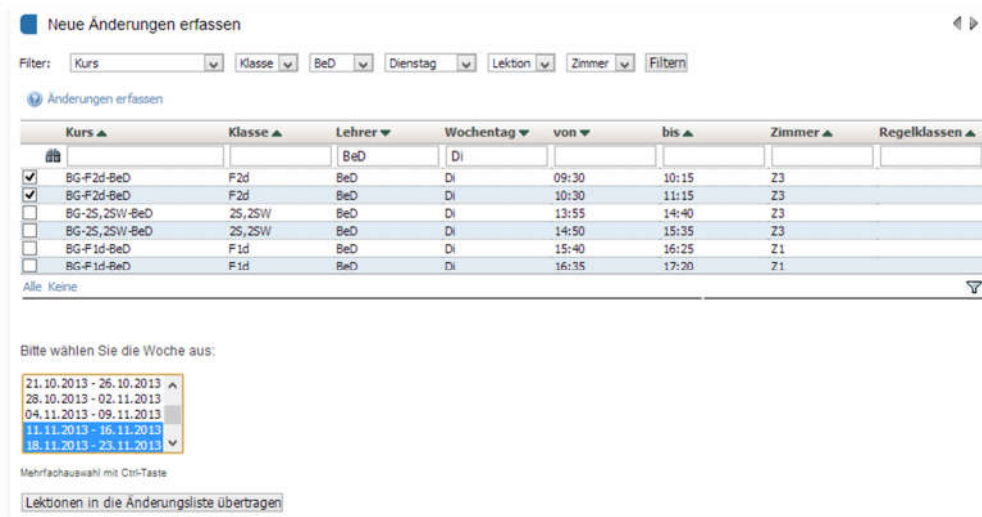 Neue Änderungen erfassen
Filter: Kurs Klasse BeD Dienstag Lektion Zimmer Filtern
Änderungen erfassen
Kurs Klasse Lehrer Wochentag von bis Zimmer Regelklassen
BeD Di
BG-F2d-BeD F2d BeD Di 09:30 10:15 Z3
BG-F2d-BeD F2d BeD Di 10:30 11:15 Z3
BG-2S,2SW-BeD 2S,2SW BeD Di 13:55 14:40 Z3
BG-2S,2SW-BeD 2S,2SW BeD Di 14:50 15:35 Z3
BG-F1d-BeD F1d BeD Di 15:40 16:25 Z1
BG-F1d-BeD F1d BeD Di 16:35 17:20 Z1
Alle Keine
Bitte wählen Sie die Woche aus:
21.10.2013 - 26.10.2013
28.10.2013 - 02.11.2013
04.11.2013 - 09.11.2013
11.11.2013 - 16.11.2013
18.11.2013 - 23.11.2013
Mehrfachauswahl mit Ctrl-Taste
Lektionen in die Änderungsliste übertragen